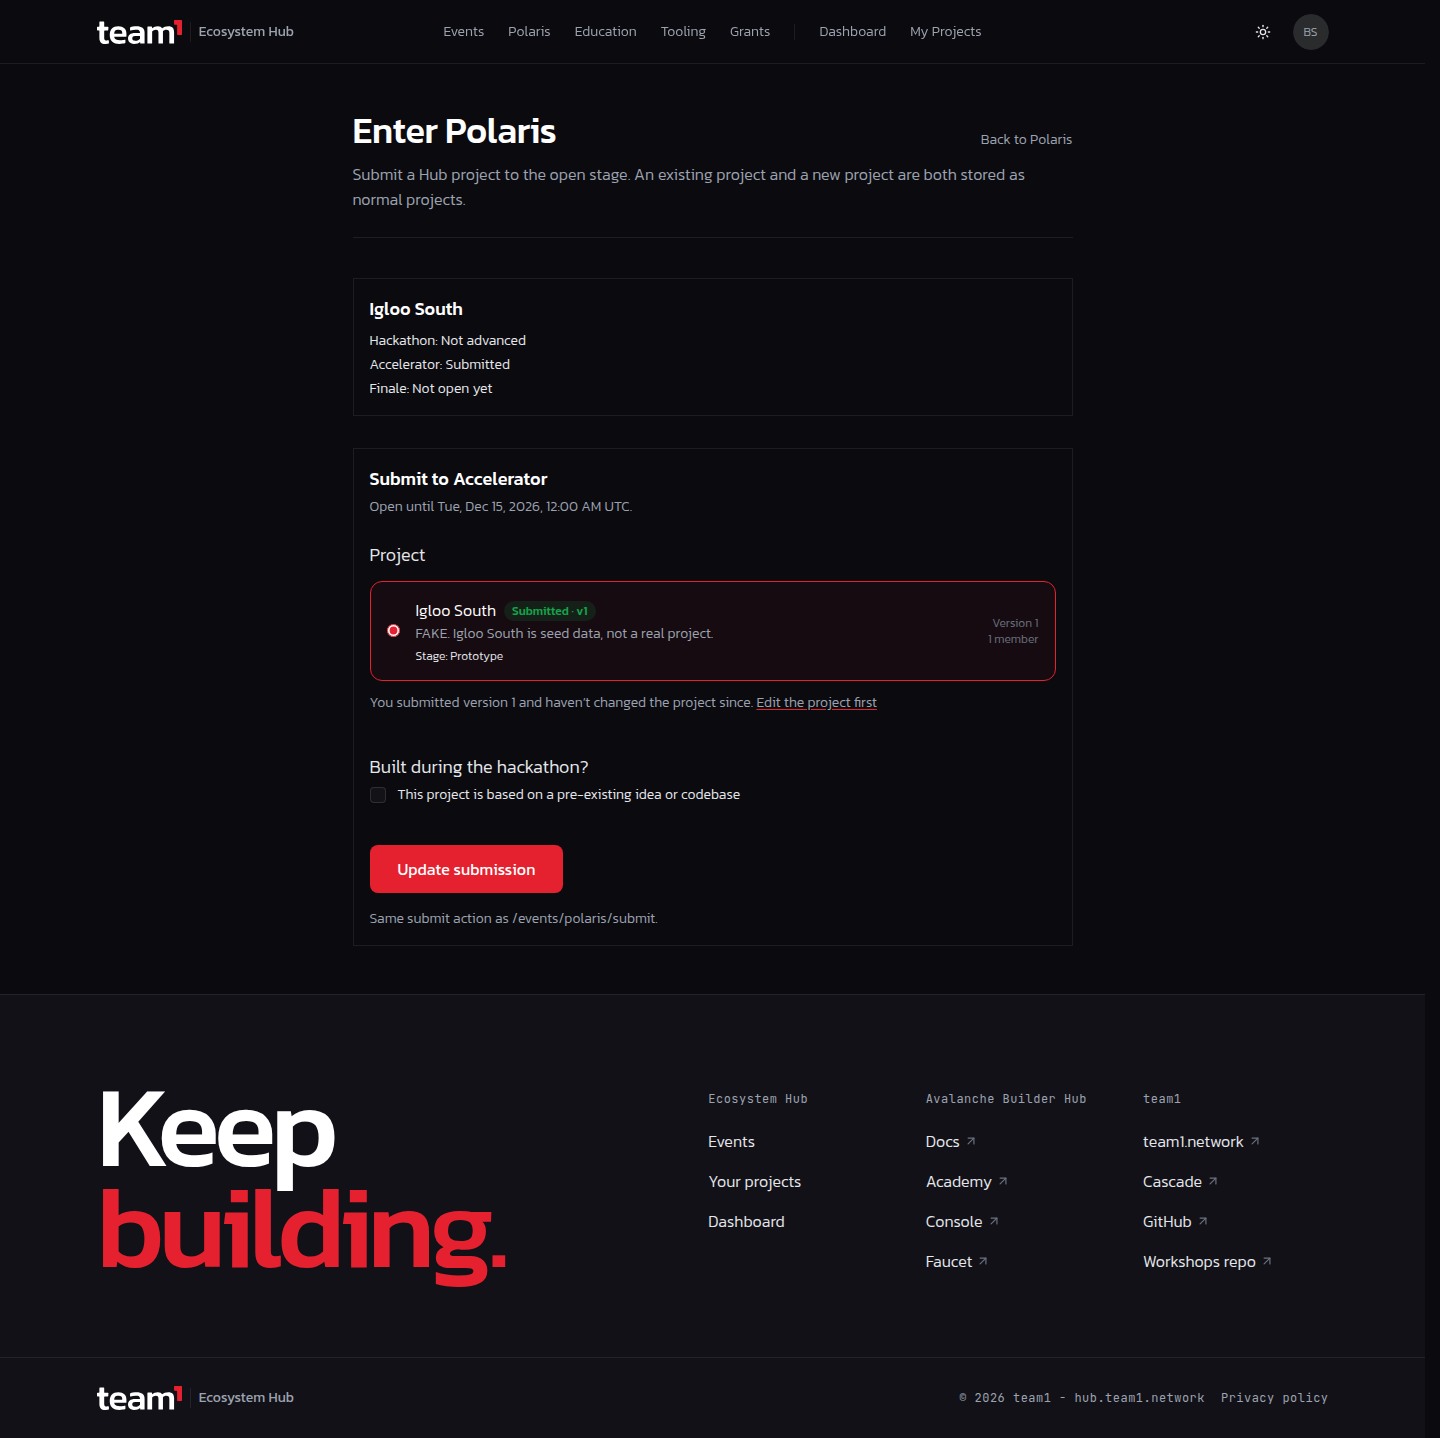 team1 Ecosystem Hub
Events Polaris Education Tooling Grants Dashboard My Projects
BS
Enter Polaris
Back to Polaris
Submit a Hub project to the open stage. An existing project and a new project are both stored as
normal projects.
Igloo South
Hackathon: Not advanced
Accelerator: Submitted
Finale: Not open yet
Submit to Accelerator
Open until Tue, Dec 15, 2026, 12:00 AM UTC.
Project
Igloo South Submitted · v1
FAKE. Igloo South is seed data, not a real project.
Stage: Prototype
Version 1
1 member
You submitted version 1 and haven't changed the project since. Edit the project first
Built during the hackathon?
This project is based on a pre-existing idea or codebase
Update submission
Same submit action as /events/polaris/submit.
Keep
building.
Ecosystem Hub
Events
Your projects
Dashboard
Avalanche Builder Hub
Docs ↗
Academy ↗
Console ↗
Faucet ↗
team1
team1.network ↗
Cascade ↗
GitHub ↗
Workshops repo ↗
team1 Ecosystem Hub
© 2026 team1 - hub.team1.network Privacy policy